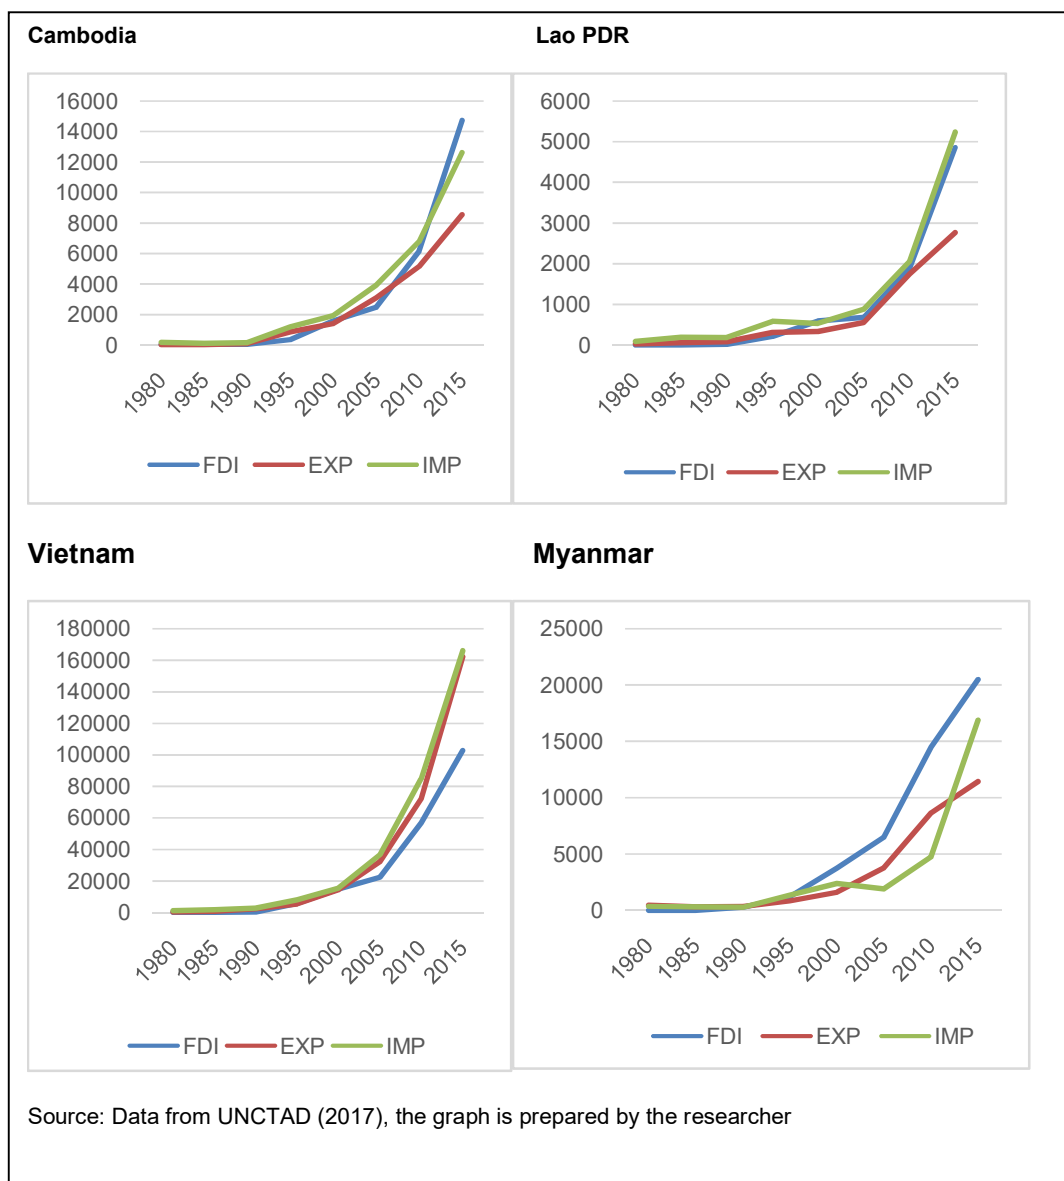 Cambodia
Lao PDR
16000
14000
12000
10000
8000
6000
4000
2000
0
1980 1985 1990 1995 2000 2005 2010 2015
FDI EXP IMP
6000
5000
4000
3000
2000
1000
0
1980 1985 1990 1995 2000 2005 2010 2015
FDI EXP IMP
Vietnam
Myanmar
180000
160000
140000
120000
100000
80000
60000
40000
20000
0
1980 1985 1990 1995 2000 2005 2010 2015
FDI EXP IMP
25000
20000
15000
10000
5000
0
1980 1985 1990 1995 2000 2005 2010 2015
FDI EXP IMP
Source: Data from UNCTAD (2017), the graph is prepared by the researcher